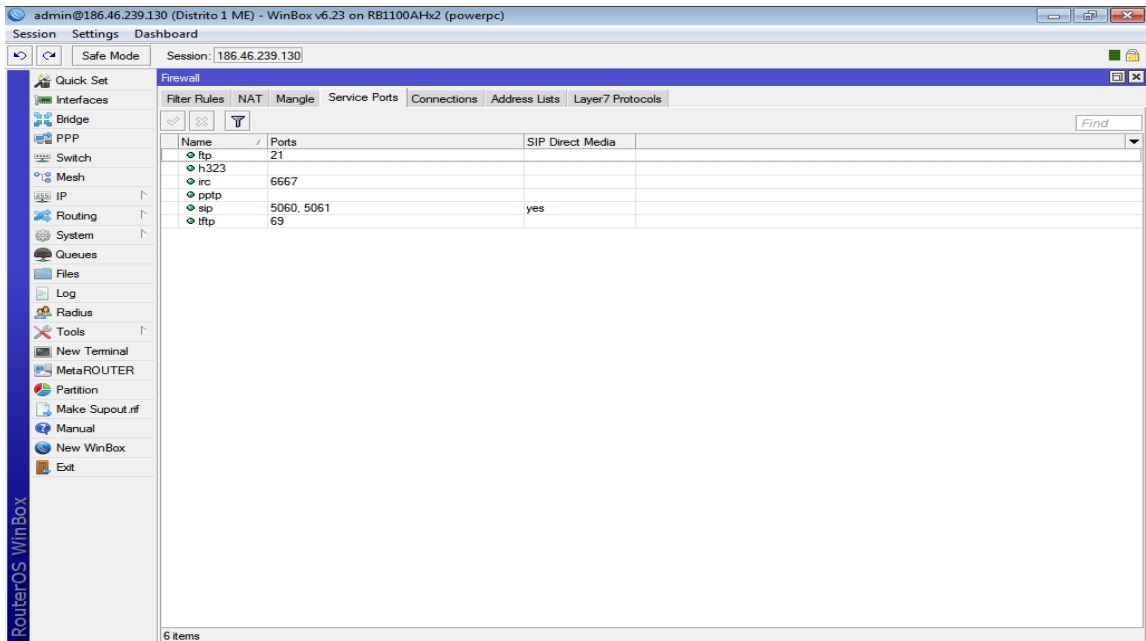 admin@186.46.239.130 (Distrito 1 ME) - WinBox v6.23 on RB1100AHx2 (powerpc)
Session Settings Dashboard
Safe Mode Session: 186.46.239.130
Quick Set
Interfaces
Bridge
PPP
Switch
Mesh
IP
Routing
System
Queues
Files
Log
Radius
Tools
New Terminal
MetaROUTER
Partition
Make Supout.rif
Manual
New WinBox
Exit
RouterOS WinBox
Firewall
Filter Rules NAT Mangle Service Ports Connections Address Lists Layer7 Protocols
Find
Name Ports SIP Direct Media
ftp 21
h323
irc 6667
pptp
sip 5060, 5061 yes
tftp 69
6 items